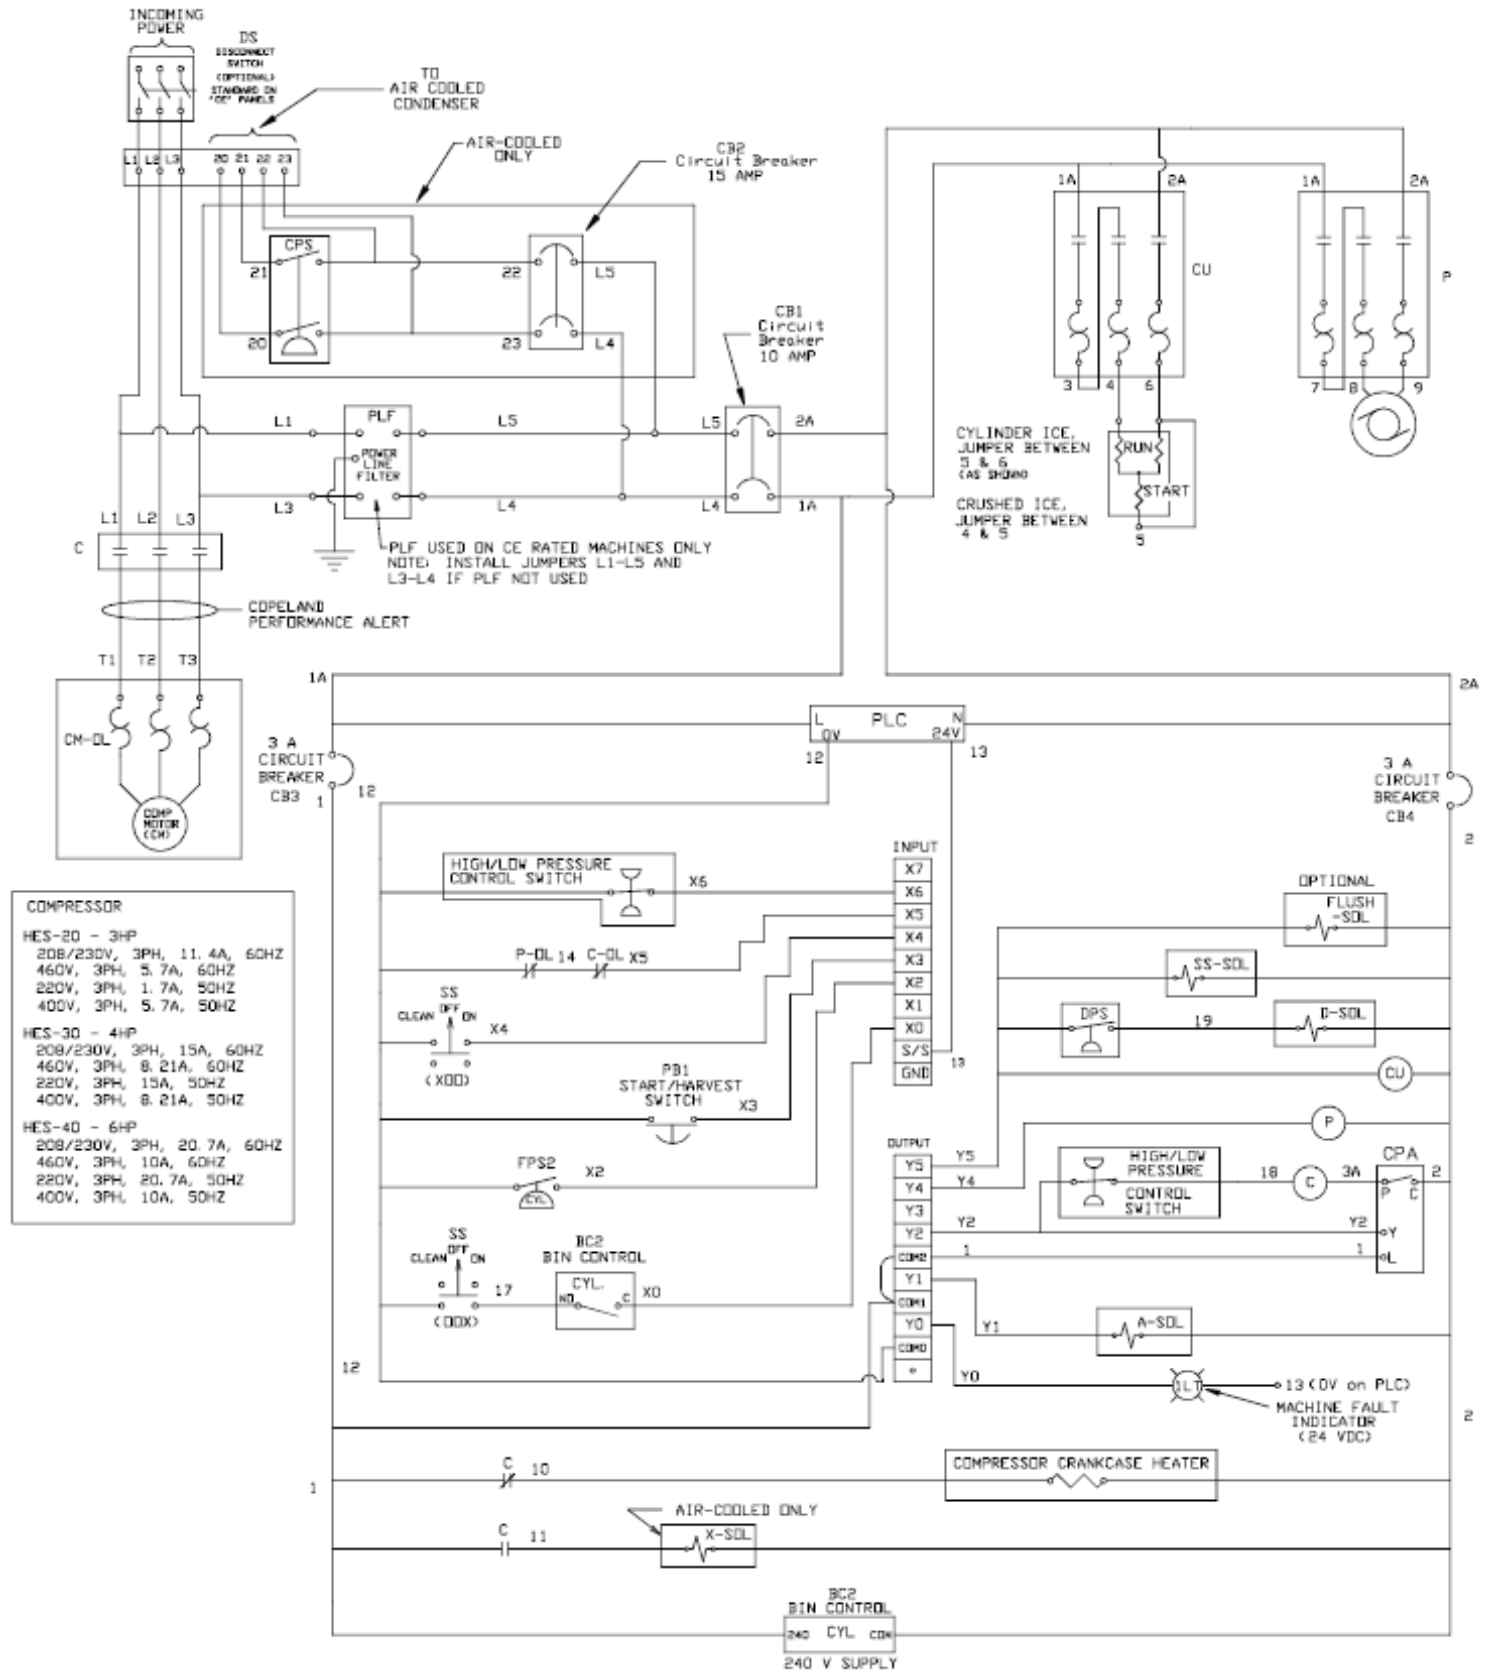 INCOMING
POWER
DS
DISCONNECT
SWITCH
(OPTIONAL)
STANDARD ON
"CE" PANELS
TO
AIR COOLED
CONDENSER
L1 L2 L3 20 21 22 23
AIR-COOLED
ONLY
CB2
Circuit Breaker
15 AMP
CPS
21
22
L5
20
23
L4
CB1
Circuit
Breaker
10 AMP
1A
2A
CU
3 4 6
1A
2A
P
7 8 9
L1
PLF
L5
L5
2A
POWER
LINE
FILTER
L3
L4
L4
1A
CYLINDER ICE,
JUMPER BETWEEN
5 & 6
(AS SHOWN)
CRUSHED ICE,
JUMPER BETWEEN
4 & 5
RUN
START
5
L1 L2 L3
C
PLF USED ON CE RATED MACHINES ONLY
NOTE: INSTALL JUMPERS L1-L5 AND
L3-L4 IF PLF NOT USED
COPELAND
PERFORMANCE ALERT
T1 T2 T3
CM-OL
COMP
MOTOR
(CM)
1A
2A
L PLC N
0V 24V
12
13
3 A
CIRCUIT
BREAKER
CB3
1
12
3 A
CIRCUIT
BREAKER
CB4
2
COMPRESSOR
HES-20 - 3HP
208/230V, 3PH, 11.4A, 60HZ
460V, 3PH, 5.7A, 60HZ
220V, 3PH, 1.7A, 50HZ
400V, 3PH, 5.7A, 50HZ
HES-30 - 4HP
208/230V, 3PH, 15A, 60HZ
460V, 3PH, 8.21A, 60HZ
220V, 3PH, 15A, 50HZ
400V, 3PH, 8.21A, 50HZ
HES-40 - 6HP
208/230V, 3PH, 20.7A, 60HZ
460V, 3PH, 10A, 60HZ
220V, 3PH, 20.7A, 50HZ
400V, 3PH, 10A, 50HZ
HIGH/LOW PRESSURE
CONTROL SWITCH
X6
P-OL 14 C-OL X5
SS
CLEAN OFF ON
X4
(X00)
PB1
START/HARVEST
SWITCH
X3
FPS2
X2
CYL
SS
CLEAN OFF ON
17
(00X)
BC2
BIN CONTROL
CYL.
NO C
X0
12
INPUT
X7
X6
X5
X4
X3
X2
X1
X0
S/S
GND
13
OUTPUT
Y5
Y4
Y3
Y2
COM2
Y1
COM1
Y0
COM0
OPTIONAL
FLUSH
-SOL
SS-SOL
DPS
19
D-SOL
CU
P
Y5
Y4
HIGH/LOW
PRESSURE
CONTROL
SWITCH
18
C
3A
CPA
P C
2
Y2
Y2
Y
1
1
L
Y1
A-SOL
Y0
1LT
13 (0V on PLC)
MACHINE FAULT
INDICATOR
(24 VDC)
2
1
C
10
COMPRESSOR CRANKCASE HEATER
C
11
AIR-COOLED ONLY
X-SOL
BC2
BIN CONTROL
240 CYL COM
240 V SUPPLY